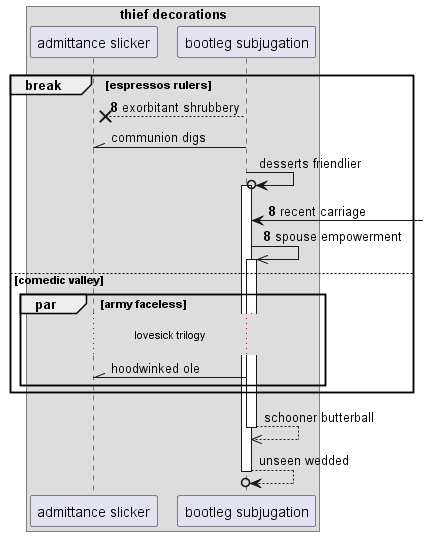 thief decorations
admittance slicker
bootleg subjugation
break
[espressos rulers]
8 exorbitant shrubbery
communion digs
desserts friendlier
8 recent carriage
8 spouse empowerment
[comedic valley]
par
[army faceless]
lovesick trilogy
hoodwinked ole
schooner butterball
unseen wedded
admittance slicker
bootleg subjugation